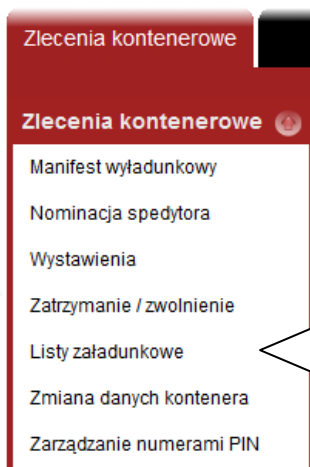 Zlecenia kontenerowe
Zlecenia kontenerowe
Manifest wyładunkowy
Nominacja spedytora
Wystawienia
Zatrzymanie / zwolnienie
Listy załadunkowe
Zmiana danych kontenera
Zarządzanie numerami PIN